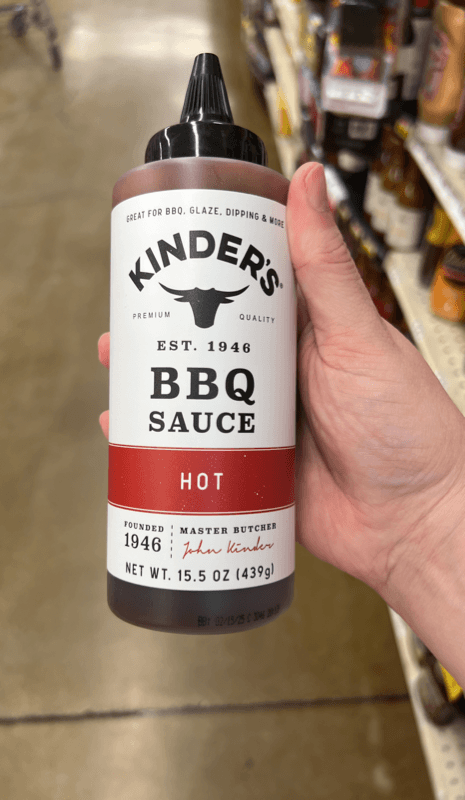 GREAT FOR BBQ, GLAZE, DIPPING & MORE
KINDER'S®
PREMIUM QUALITY
EST. 1946
BBQ
SAUCE
HOT
FOUNDED
1946
MASTER BUTCHER
John Kinder
NET WT. 15.5 OZ (439g)